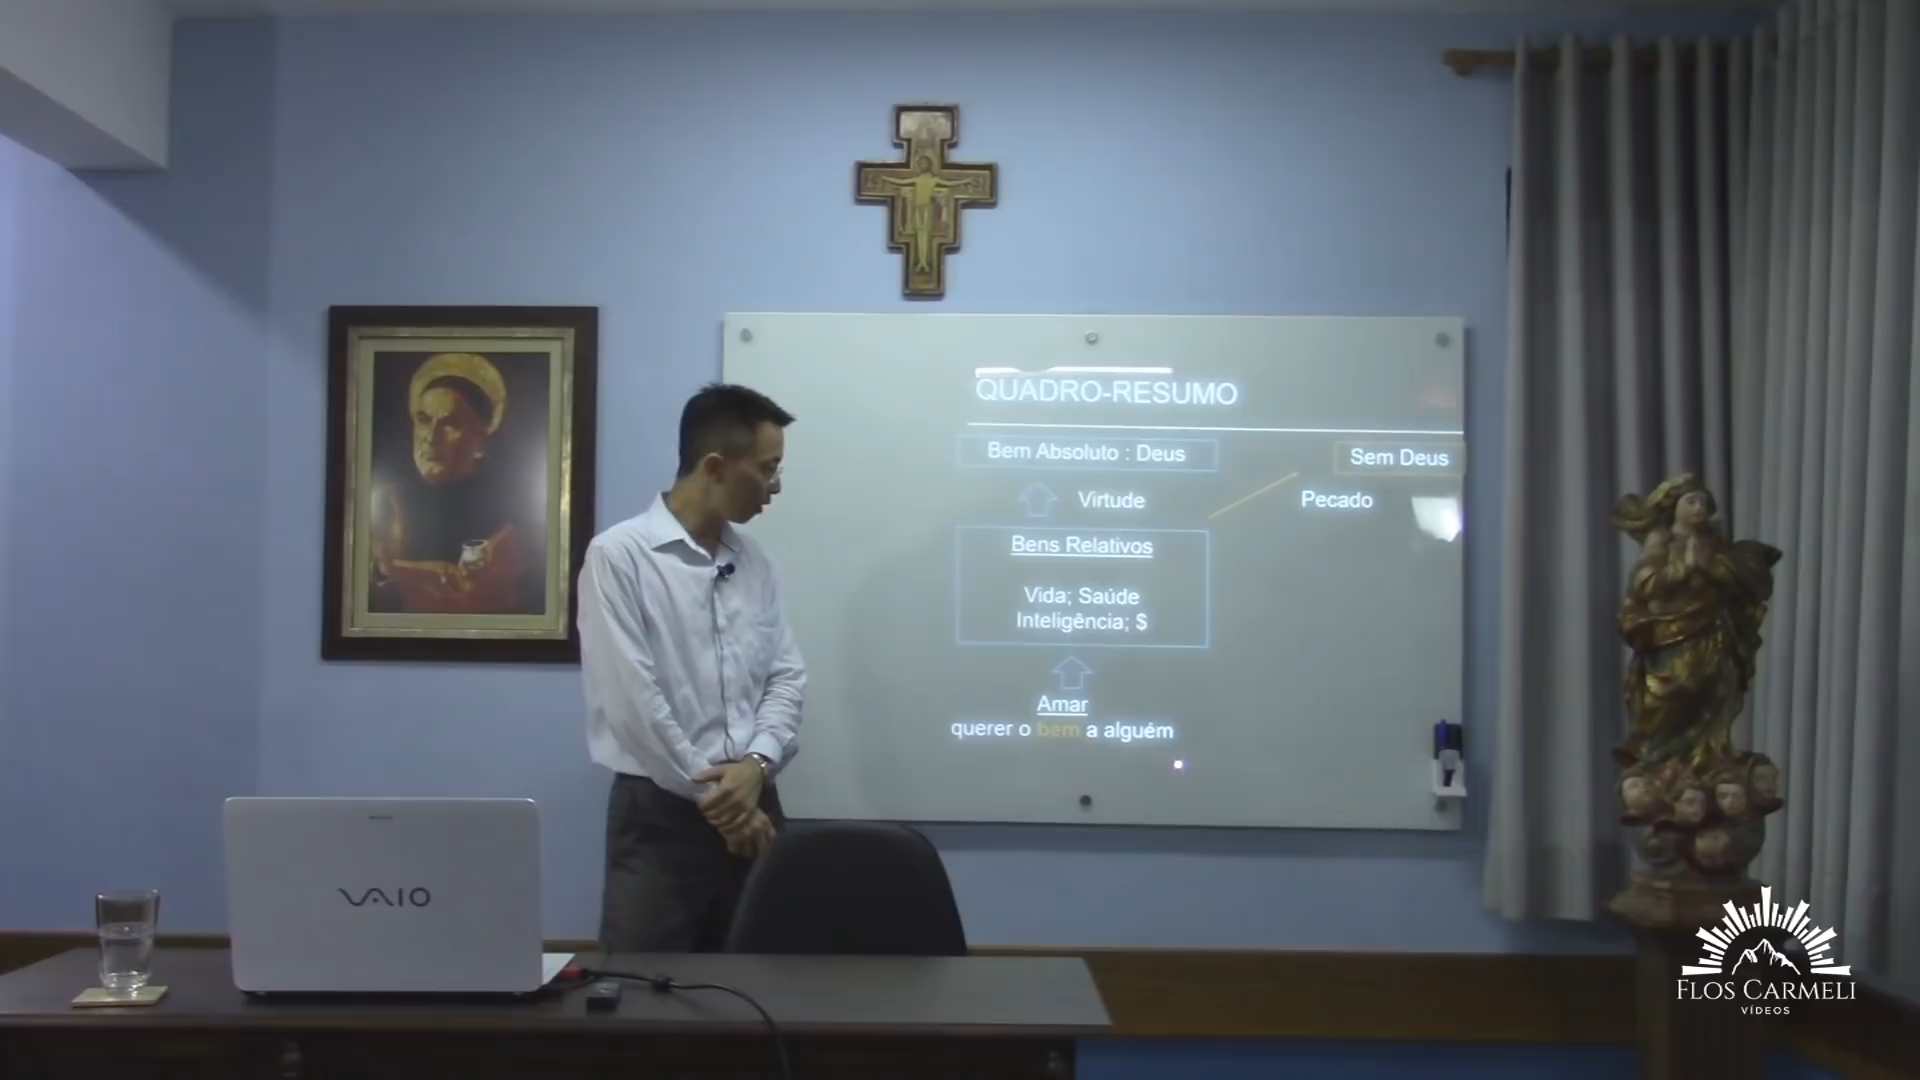 QUADRO-RESUMO
Bem Absoluto : Deus
Sem Deus
Virtude
Pecado
Bens Relativos
Vida; Saúde
Inteligência; $
Amar
querer o bem a alguém
VAIO
FLOS CARMELI
VÍDEOS